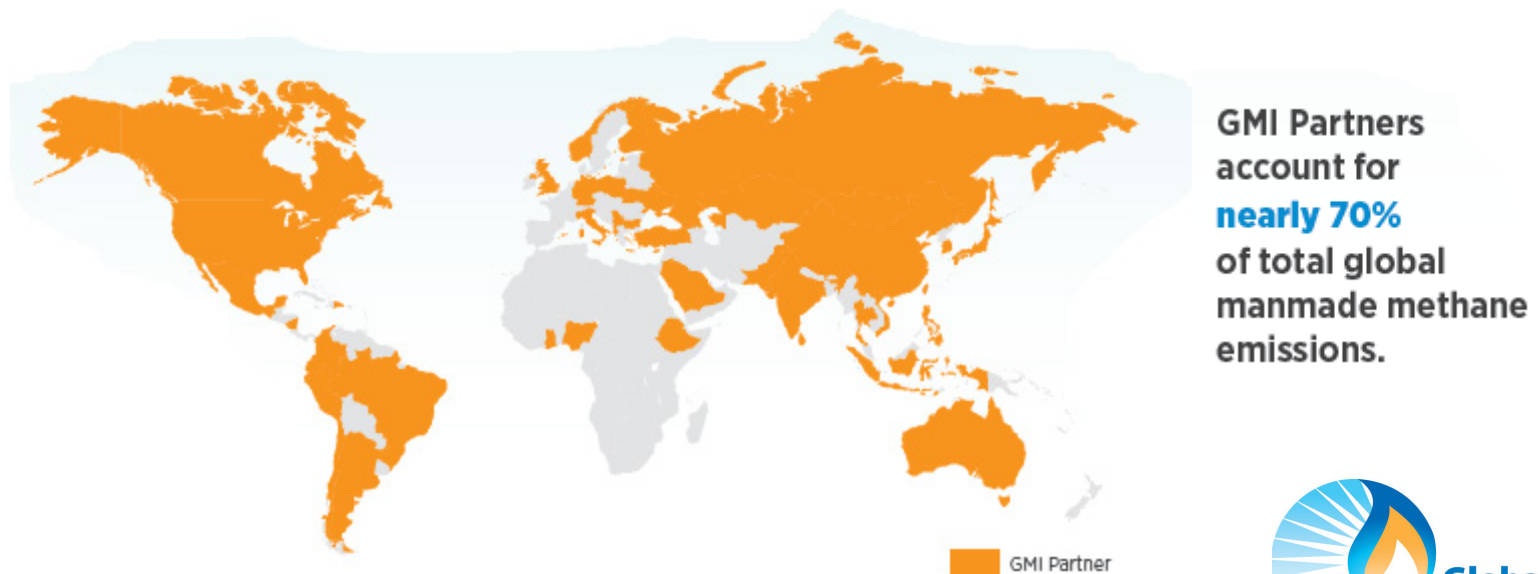 GMI Partners
account for
nearly 70%
of total global
manmade methane
emissions.
GMI Partner